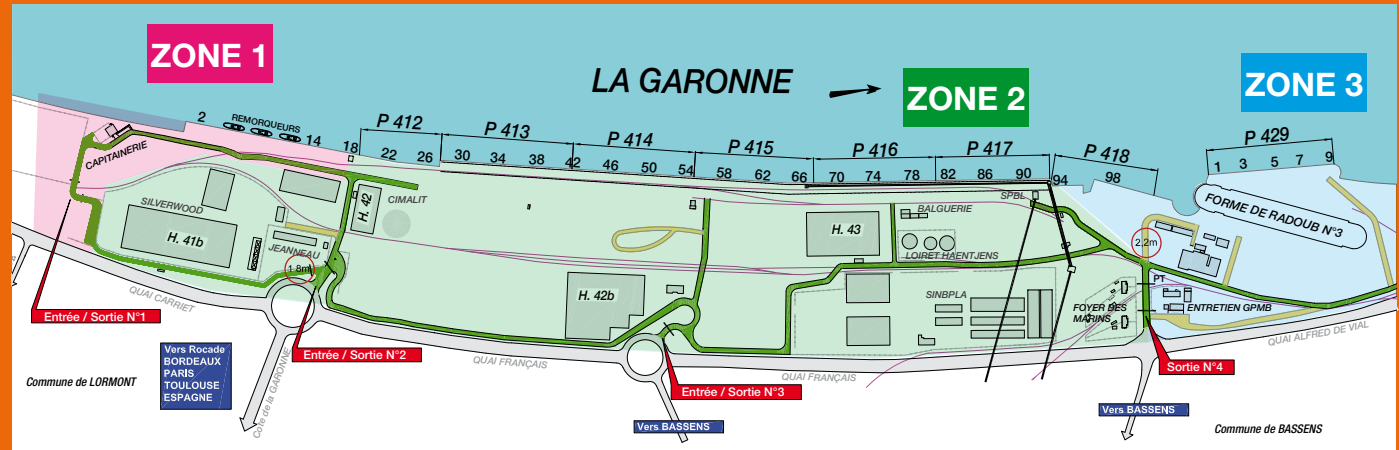 ZONE 1
LA GARONNE
ZONE 2
ZONE 3
2
REMORQUEURS
14
18
P 412
22
26
P 413
30
34
38
42
P 414
46
50
54
P 415
58
62
66
P 416
70
74
78
P 417
82
86
90
94
P 418
98
P 429
1
3
5
7
9
CAPITAINERIE
SILVERWOOD
H. 41b
JEANNEAU
1.8m
H. 42
CIMALIT
H. 42b
H. 43
BALGUERIE
LOIRET HAENTJENS
SPBL
SINBPLA
FOYER DES
MARINS
2.2m
PT
ENTRETIEN GPMB
FORME DE RADOUB N°3
QUAI CARRIET
QUAI FRANÇAIS
QUAI FRANÇAIS
QUAI ALFRED DE VIAL
Entrée / Sortie N°1
Entrée / Sortie N°2
Entrée / Sortie N°3
Sortie N°4
Vers Rocade
BORDEAUX
PARIS
TOULOUSE
ESPAGNE
Cote de la GARONNE
Vers BASSENS
Vers BASSENS
Commune de LORMONT
Commune de BASSENS